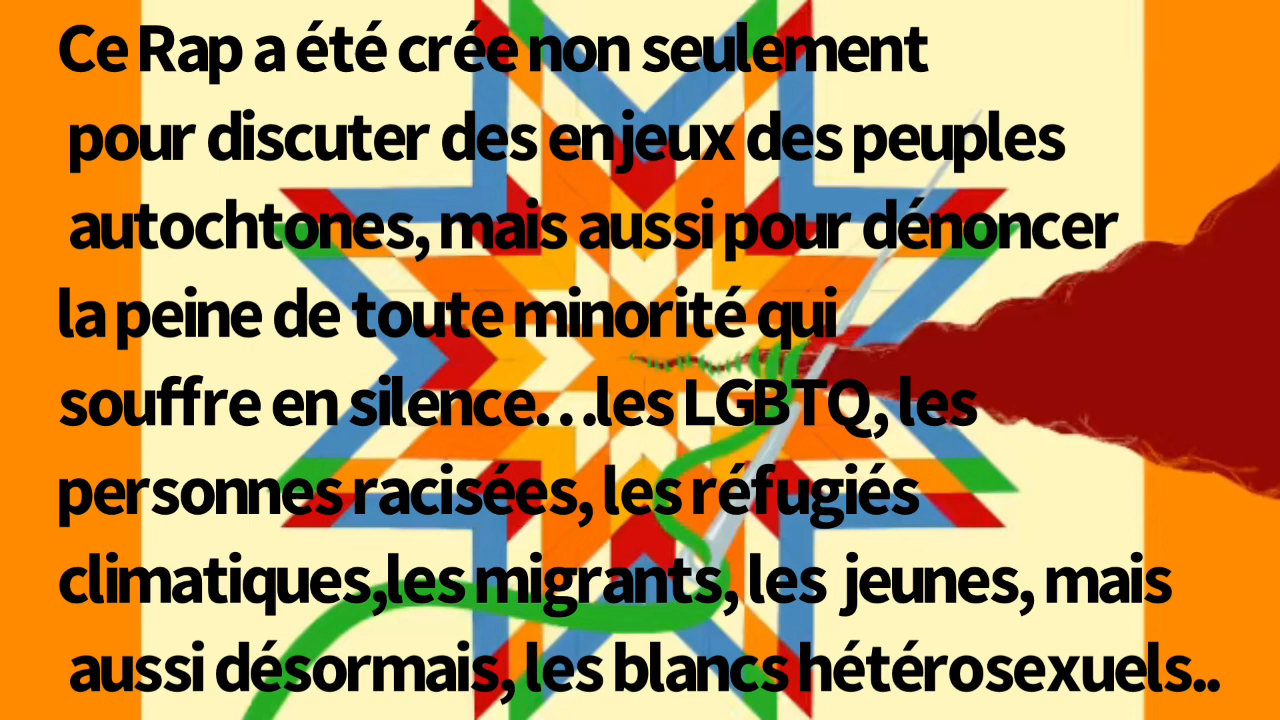 Ce Rap a été crée non seulement
pour discuter des enjeux des peuples
autochtones, mais aussi pour dénoncer
la peine de toute minorité qui
souffre en silence...les LGBTQ, les
personnes racisées, les réfugiés
climatiques,les migrants, les jeunes, mais
aussi désormais, les blancs hétérosexuels..